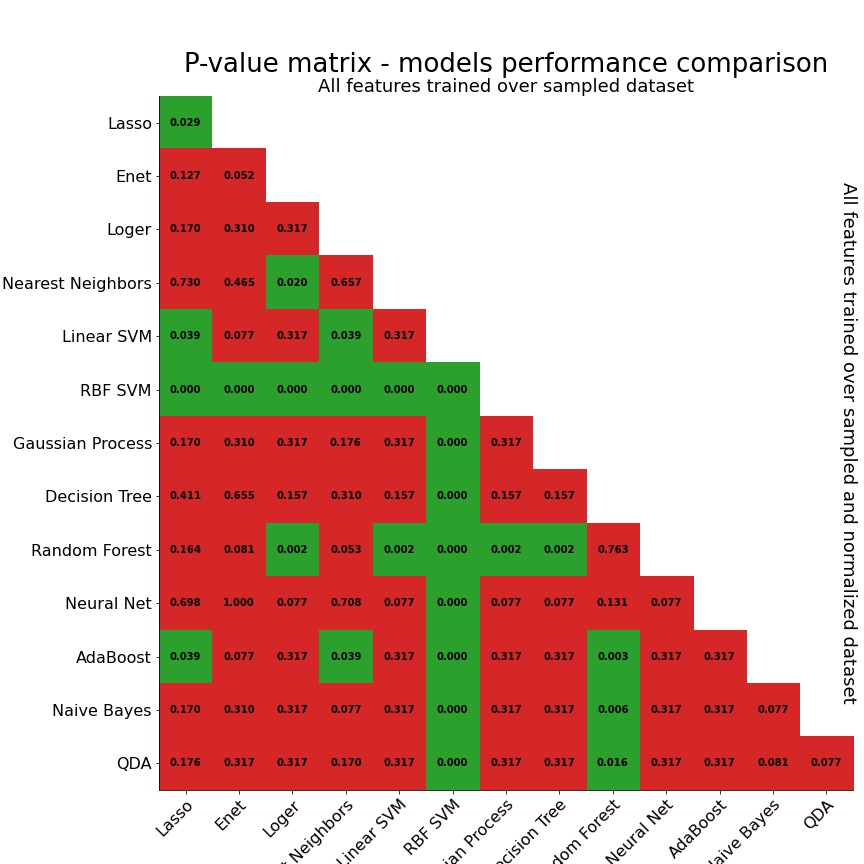 P-value matrix - models performance comparison
All features trained over sampled dataset
All features trained over sampled and normalized dataset
Lasso 0.029
Enet 0.127 0.052
Loger 0.170 0.310 0.317
Nearest Neighbors 0.730 0.465 0.020 0.657
Linear SVM 0.039 0.077 0.317 0.039 0.317
RBF SVM 0.000 0.000 0.000 0.000 0.000 0.000
Gaussian Process 0.170 0.310 0.317 0.176 0.317 0.000 0.317
Decision Tree 0.411 0.655 0.157 0.310 0.157 0.000 0.157 0.157
Random Forest 0.164 0.081 0.002 0.053 0.002 0.000 0.002 0.002 0.763
Neural Net 0.698 1.000 0.077 0.708 0.077 0.000 0.077 0.077 0.131 0.077
AdaBoost 0.039 0.077 0.317 0.039 0.317 0.000 0.317 0.317 0.003 0.317 0.317
Naive Bayes 0.170 0.310 0.317 0.077 0.317 0.000 0.317 0.317 0.006 0.317 0.317 0.077
QDA 0.176 0.317 0.317 0.170 0.317 0.000 0.317 0.317 0.016 0.317 0.317 0.081 0.077
Lasso
Enet
Loger
t Neighbors
Linear SVM
RBF SVM
ian Process
ecision Tree
dom Forest
Neural Net
AdaBoost
aive Bayes
QDA